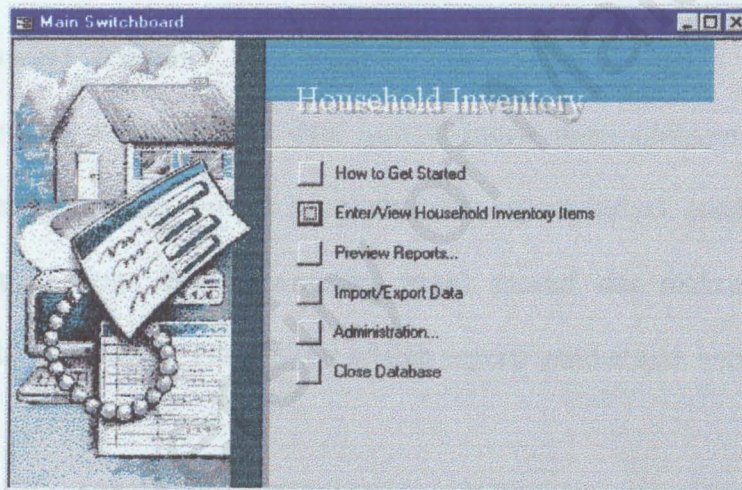 Main Switchboard
Household Inventory
How to Get Started
Enter/View Household Inventory Items
Preview Reports...
Import/Export Data
Administration...
Close Database